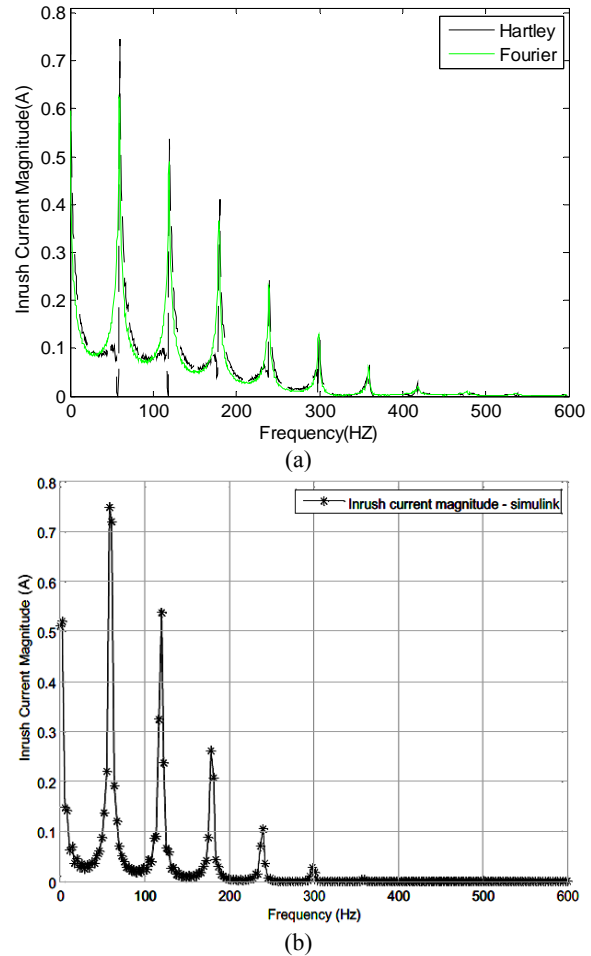 0.8
0.7
0.6
0.5
0.4
0.3
0.2
0.1
0
Inrush Current Magnitude(A)
Hartley
Fourier
0 100 200 300 400 500 600
Frequency(HZ)
(a)
0.8
0.7
0.6
0.5
0.4
0.3
0.2
0.1
0
Inrush Current Magnitude (A)
Inrush current magnitude - simulink
0 100 200 300 400 500 600
Frequency (Hz)
(b)